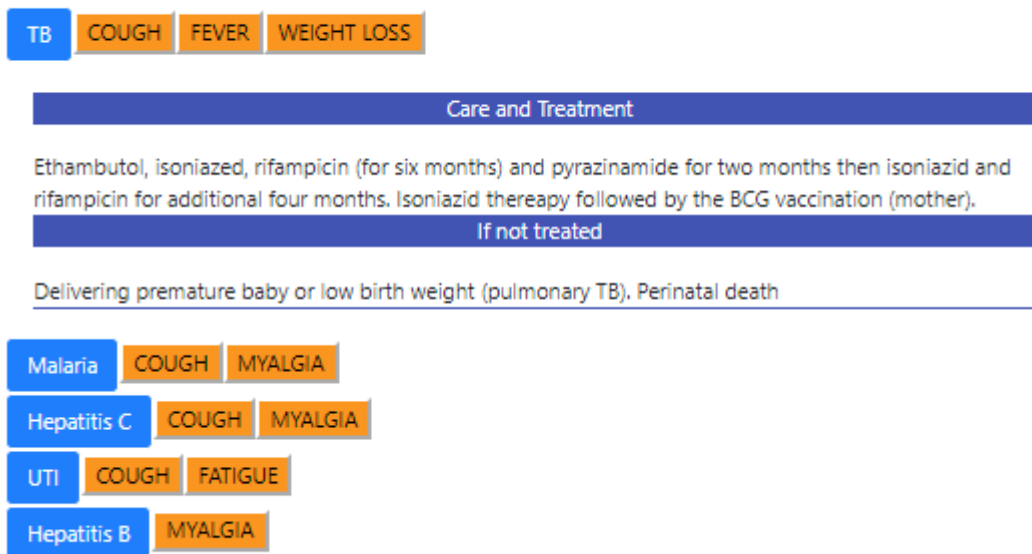 TB COUGH FEVER WEIGHT LOSS
Care and Treatment
Ethambutol, isoniazed, rifampicin (for six months) and pyrazinamide for two months then isoniazid and
rifampicin for additional four months. Isoniazid thereapy followed by the BCG vaccination (mother).
If not treated
Delivering premature baby or low birth weight (pulmonary TB). Perinatal death
Malaria COUGH MYALGIA
Hepatitis C COUGH MYALGIA
UTI COUGH FATIGUE
Hepatitis B MYALGIA